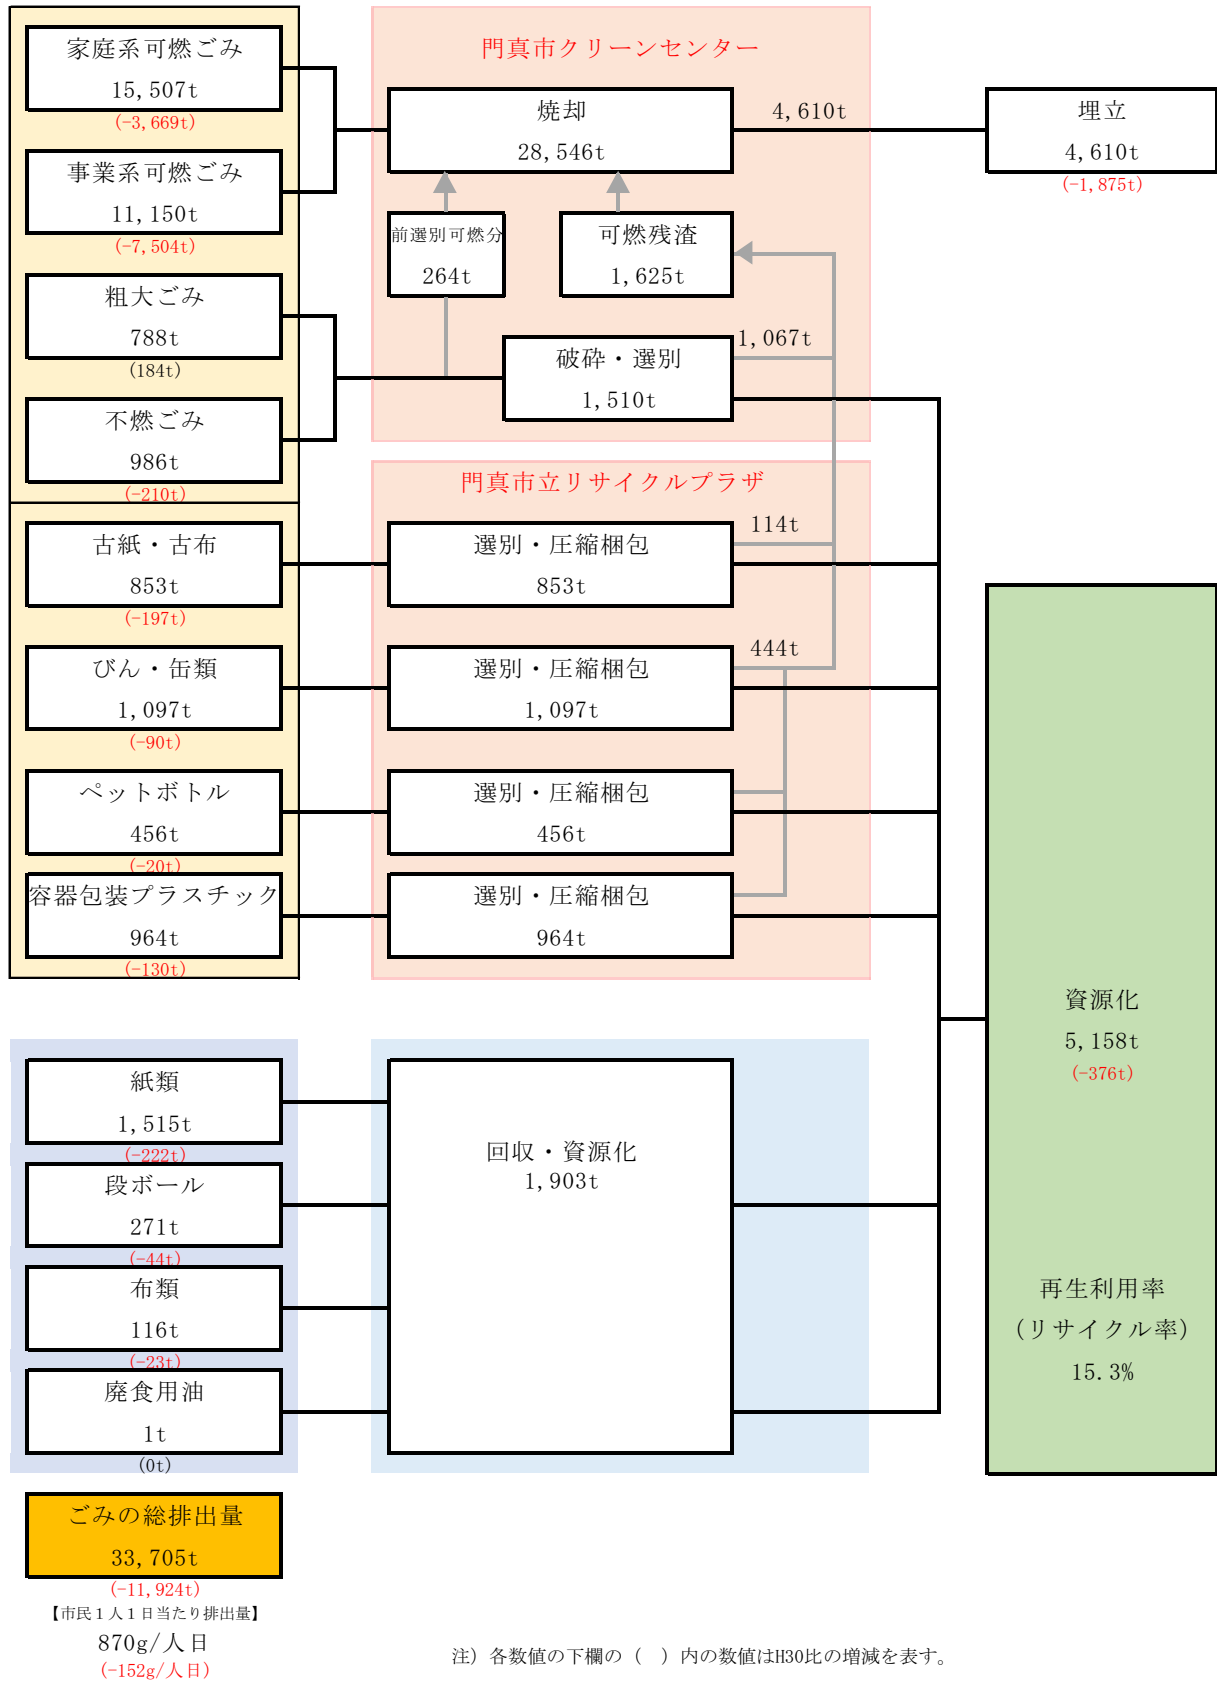 家庭系可燃ごみ
15,507t
(-3,669t)
事業系可燃ごみ
11,150t
(-7,504t)
粗大ごみ
788t
(184t)
不燃ごみ
986t
(-210t)
古紙・古布
853t
(-197t)
びん・缶類
1,097t
(-90t)
ペットボトル
456t
(-20t)
容器包装プラスチック
964t
(-130t)
門真市クリーンセンター
焼却
28,546t
4,610t
前選別可燃分
264t
可燃残渣
1,625t
破砕・選別
1,510t
1,067t
門真市立リサイクルプラザ
選別・圧縮梱包
853t
114t
選別・圧縮梱包
1,097t
444t
選別・圧縮梱包
456t
選別・圧縮梱包
964t
埋立
4,610t
(-1,875t)
紙類
1,515t
(-222t)
段ボール
271t
(-44t)
布類
116t
(-23t)
廃食用油
1t
(0t)
回収・資源化
1,903t
資源化
5,158t
(-376t)
再生利用率
(リサイクル率)
15.3%
ごみの総排出量
33,705t
(-11,924t)
【市民１人１日当たり排出量】
870g/人日
(-152g/人日)
注）各数値の下欄の（　）内の数値はH30比の増減を表す。